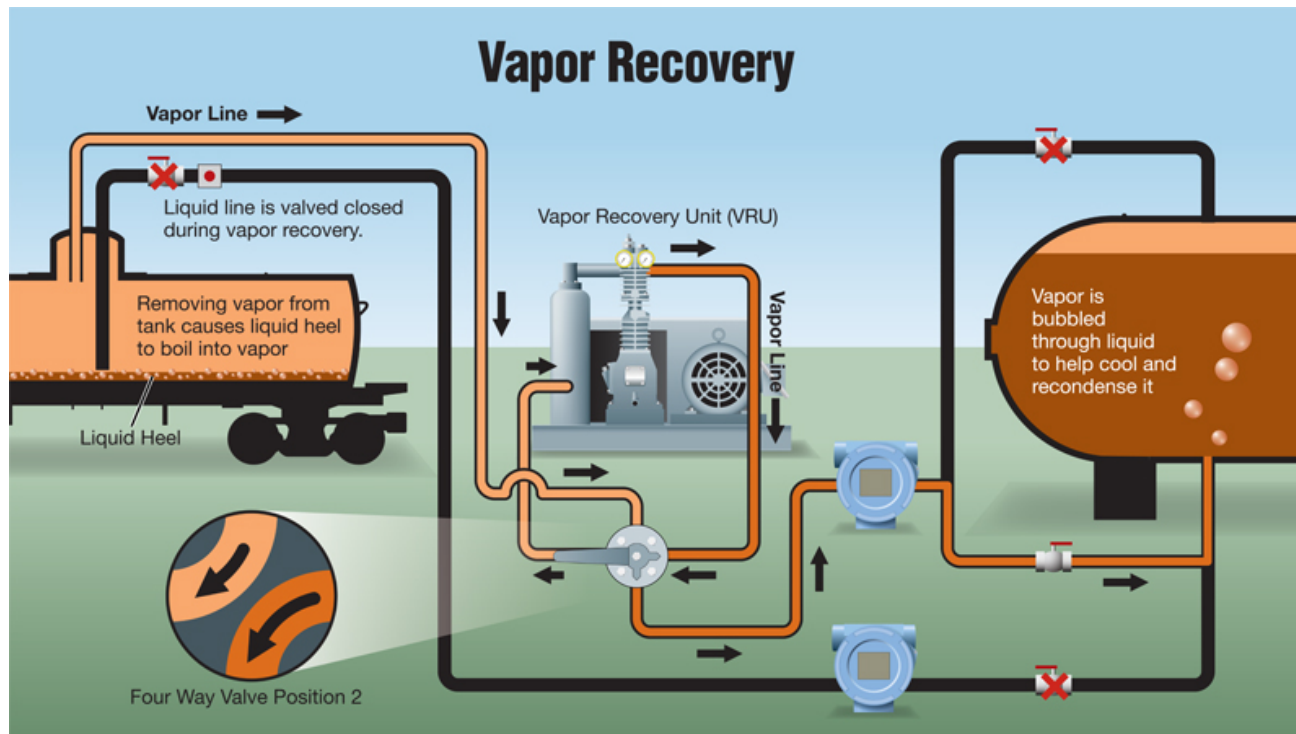 Vapor Recovery
Vapor Line
Liquid line is valved closed
during vapor recovery.
Vapor Recovery Unit (VRU)
Removing vapor from
tank causes liquid heel
to boil into vapor
Vapor Line
Vapor is
bubbled
through liquid
to help cool and
recondense it
Liquid Heel
Four Way Valve Position 2